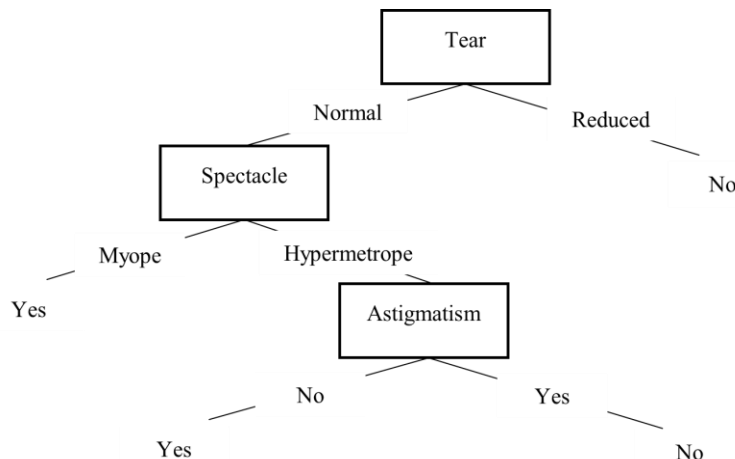 Tear
Normal
Reduced
Spectacle
No
Myope
Hypermetrope
Yes
Astigmatism
No
Yes
Yes
No